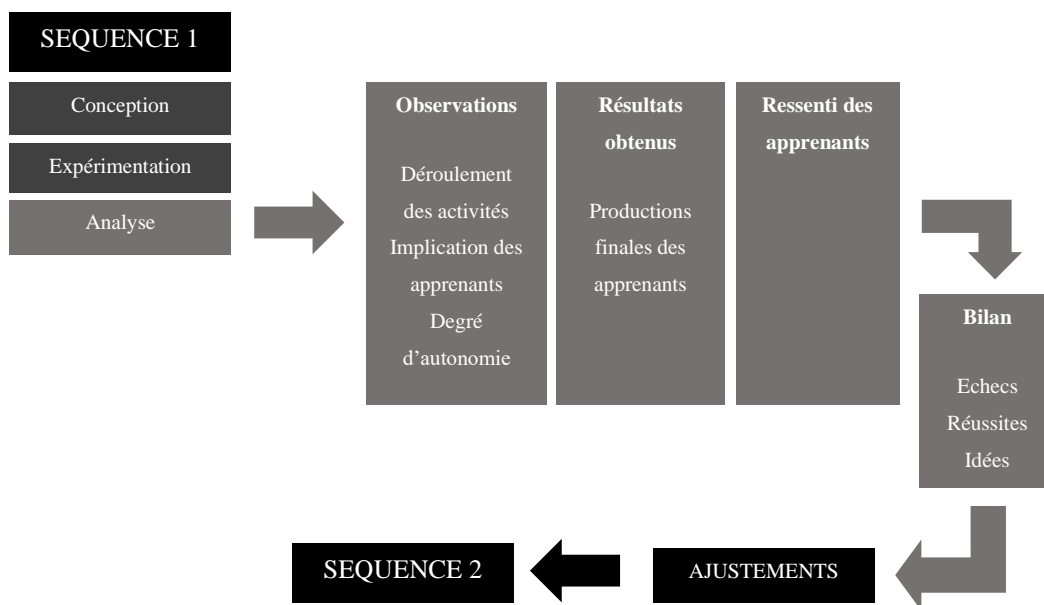 SEQUENCE 1
Conception
Expérimentation
Analyse
Observations
Déroulement
des activités
Implication des
apprenants
Degré
d’autonomie
Résultats
obtenus
Productions
finales des
apprenants
Ressenti des
apprenants
Bilan
Echecs
Réussites
Idées
AJUSTEMENTS
SEQUENCE 2